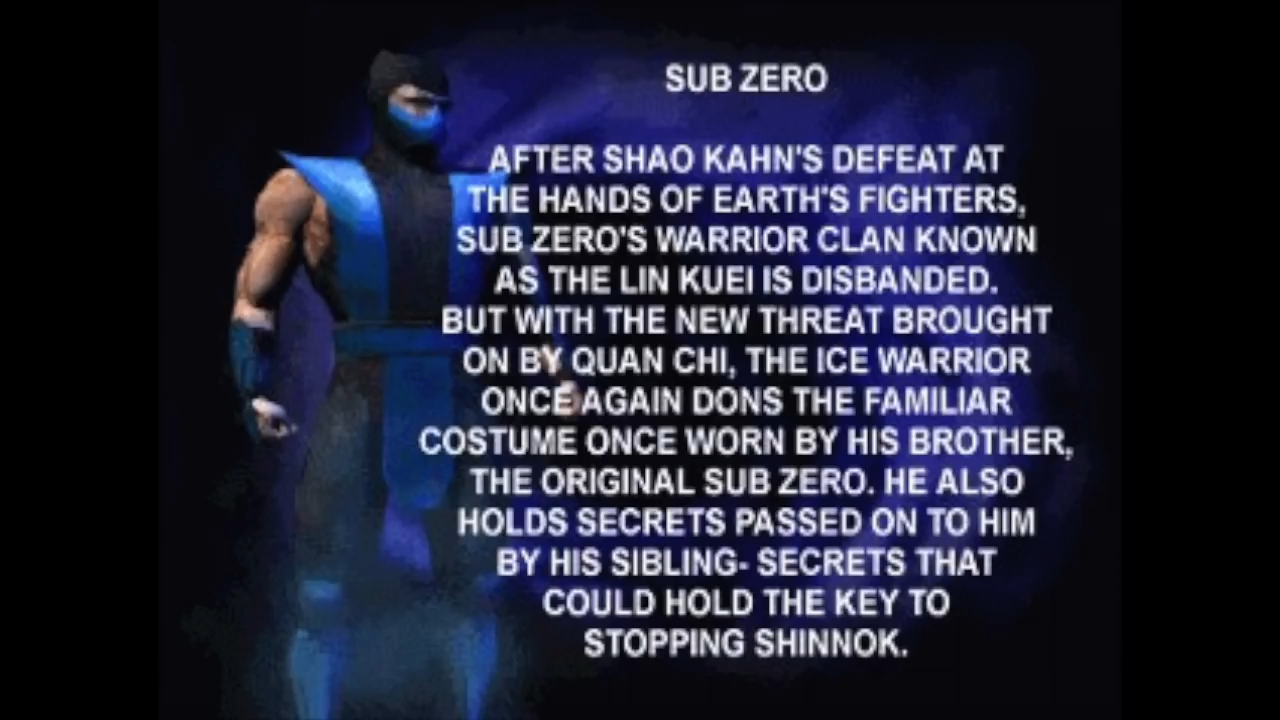 SUB ZERO
AFTER SHAO KAHN'S DEFEAT AT
THE HANDS OF EARTH'S FIGHTERS,
SUB ZERO'S WARRIOR CLAN KNOWN
AS THE LIN KUEI IS DISBANDED.
BUT WITH THE NEW THREAT BROUGHT
ON BY QUAN CHI, THE ICE WARRIOR
ONCE AGAIN DONS THE FAMILIAR
COSTUME ONCE WORN BY HIS BROTHER,
THE ORIGINAL SUB ZERO. HE ALSO
HOLDS SECRETS PASSED ON TO HIM
BY HIS SIBLING- SECRETS THAT
COULD HOLD THE KEY TO
STOPPING SHINNOK.